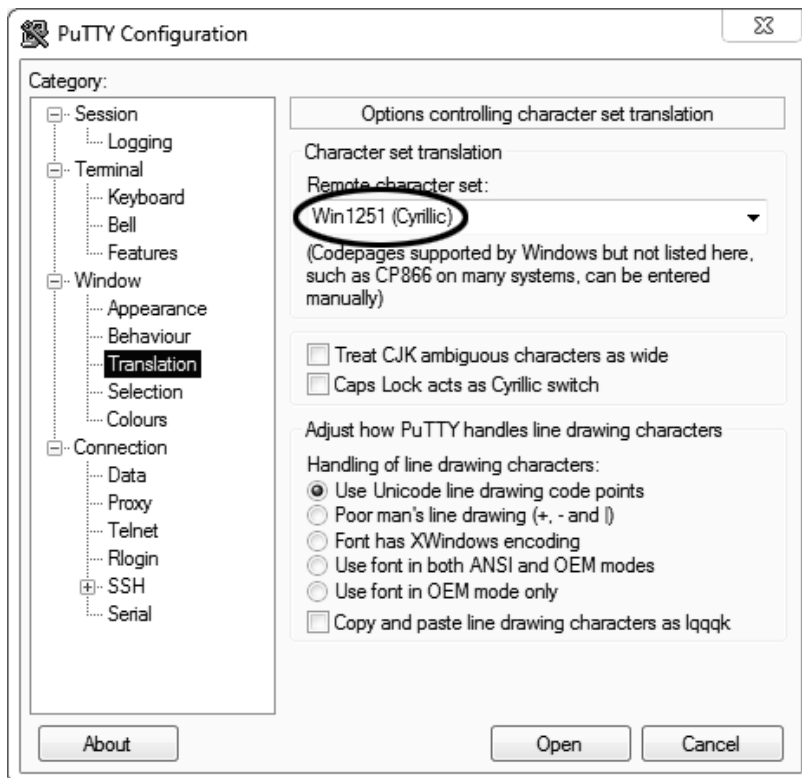 PuTTY Configuration
Category:
Session
Logging
Terminal
Keyboard
Bell
Features
Window
Appearance
Behaviour
Translation
Selection
Colours
Connection
Data
Proxy
Telnet
Rlogin
SSH
Serial
Options controlling character set translation
Character set translation
Remote character set:
Win1251 (Cyrillic)
(Codepages supported by Windows but not listed here,
such as CP866 on many systems, can be entered
manually)
Treat CJK ambiguous characters as wide
Caps Lock acts as Cyrillic switch
Adjust how PuTTY handles line drawing characters
Handling of line drawing characters:
Use Unicode line drawing code points
Poor man's line drawing (+, - and |)
Font has XWindows encoding
Use font in both ANSI and OEM modes
Use font in OEM mode only
Copy and paste line drawing characters as lqqqk
About
Open
Cancel